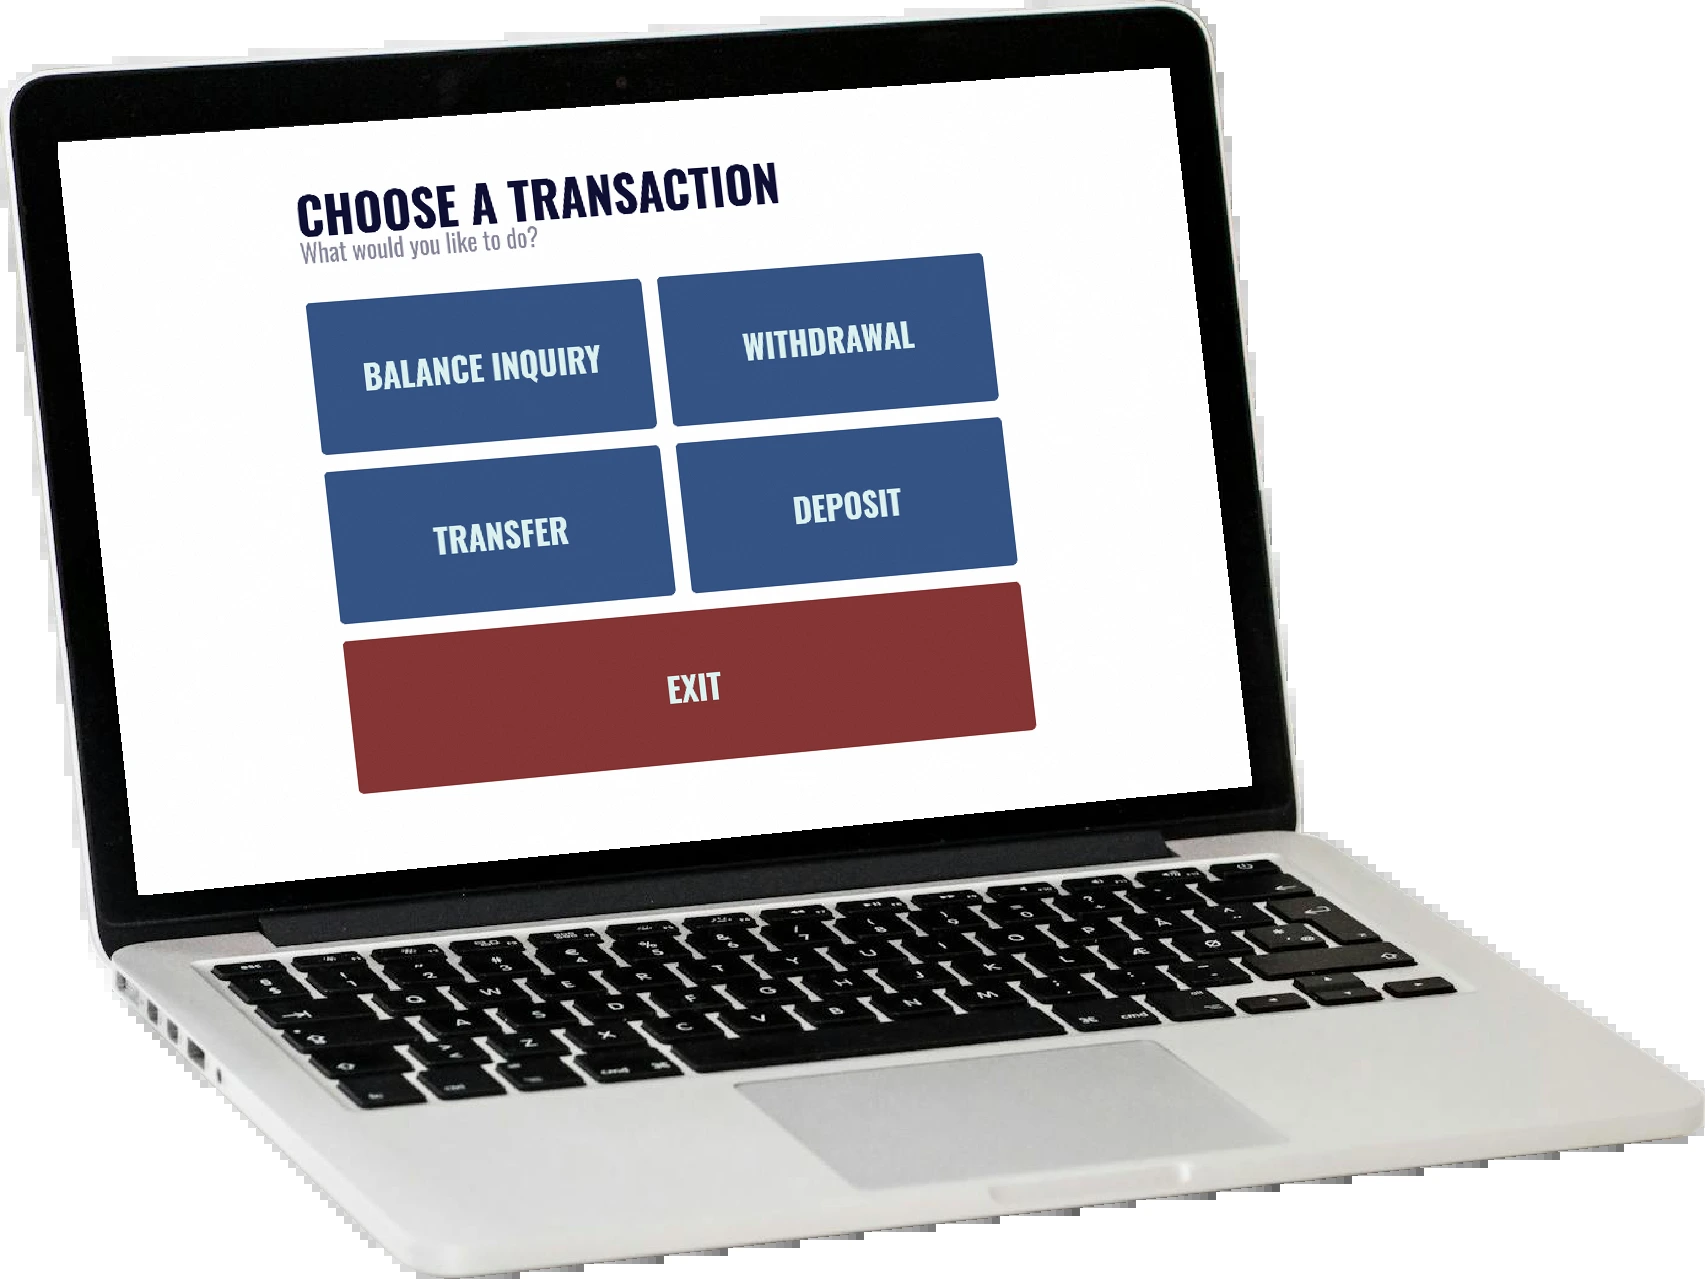 CHOOSE A TRANSACTION
What would you like to do?
BALANCE INQUIRY
WITHDRAWAL
TRANSFER
DEPOSIT
EXIT